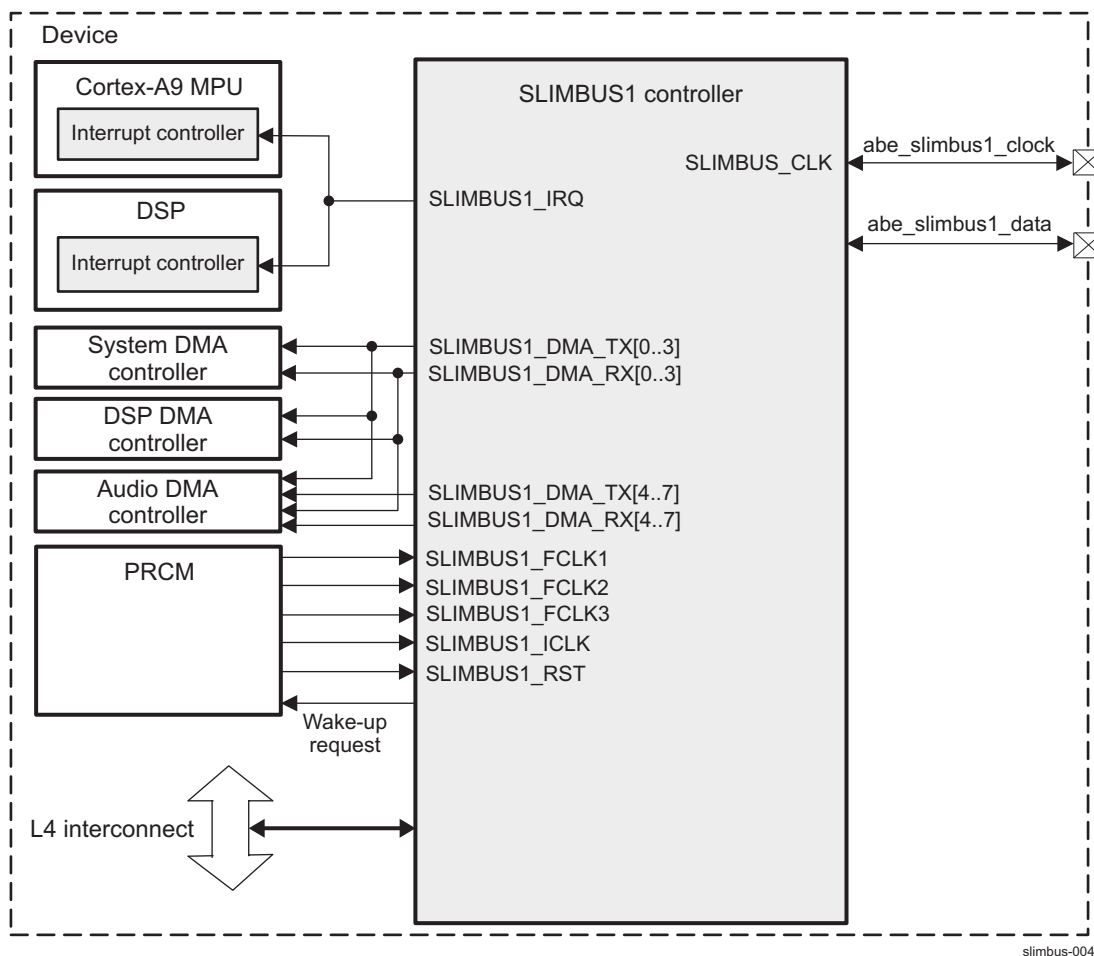 Device
Cortex-A9 MPU
Interrupt controller
DSP
Interrupt controller
System DMA
controller
DSP DMA
controller
Audio DMA
controller
PRCM
Wake-up
request
L4 interconnect
SLIMBUS1 controller
SLIMBUS_CLK
SLIMBUS1_IRQ
SLIMBUS1_DMA_TX[0..3]
SLIMBUS1_DMA_RX[0..3]
SLIMBUS1_DMA_TX[4..7]
SLIMBUS1_DMA_RX[4..7]
SLIMBUS1_FCLK1
SLIMBUS1_FCLK2
SLIMBUS1_FCLK3
SLIMBUS1_ICLK
SLIMBUS1_RST
abe_slimbus1_clock
abe_slimbus1_data
slimbus-004